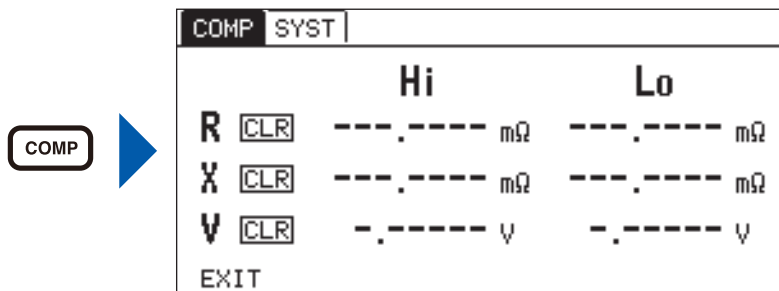 COMP SYST
Hi Lo
COMP
R CLR ---.---- mΩ ---.---- mΩ
X CLR ---.---- mΩ ---.---- mΩ
V CLR -.----- V -.----- V
EXIT